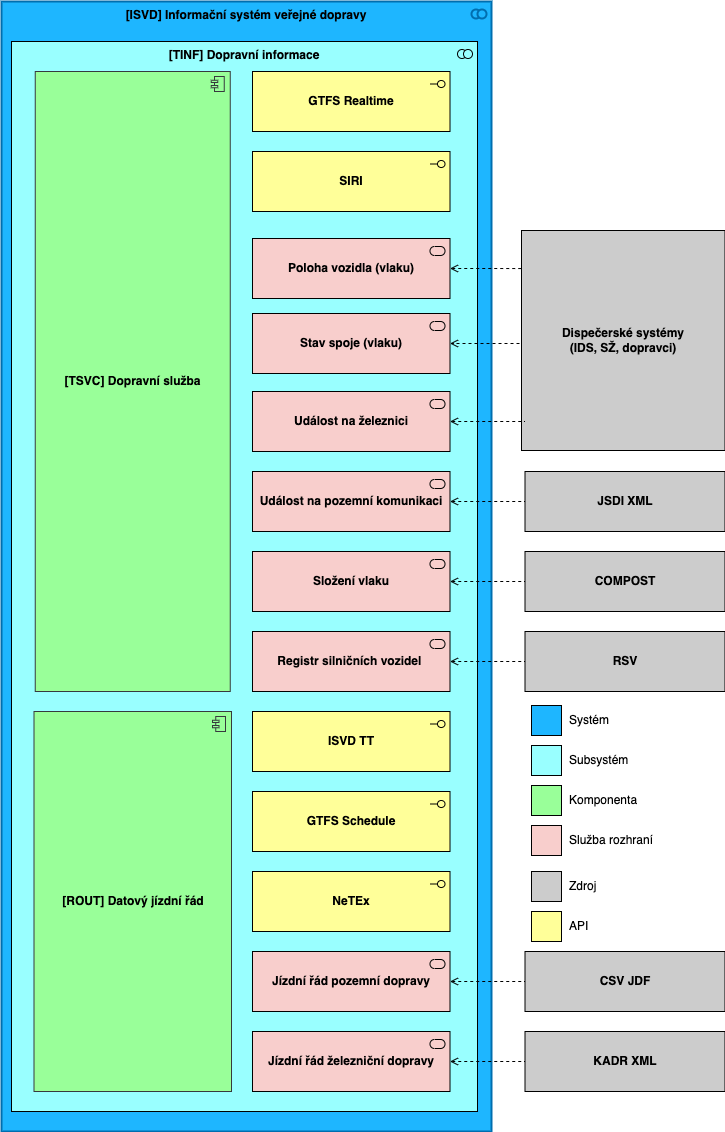 [ISVD] Informační systém veřejné dopravy
[TINF] Dopravní informace
GTFS Realtime
SIRI
Poloha vozidla (vlaku)
Dispečerské systémy
(IDS, SŽ, dopravci)
Stav spoje (vlaku)
[TSVC] Dopravní služba
Událost na železnici
Událost na pozemní komunikaci
JSDI XML
Složení vlaku
COMPOST
Registr silničních vozidel
RSV
ISVD TT
Systém
Subsystém
Komponenta
GTFS Schedule
Služba rozhraní
Zdroj
[ROUT] Datový jízdní řád
NeTEx
API
Jízdní řád pozemní dopravy
CSV JDF
Jízdní řád železniční dopravy
KADR XML